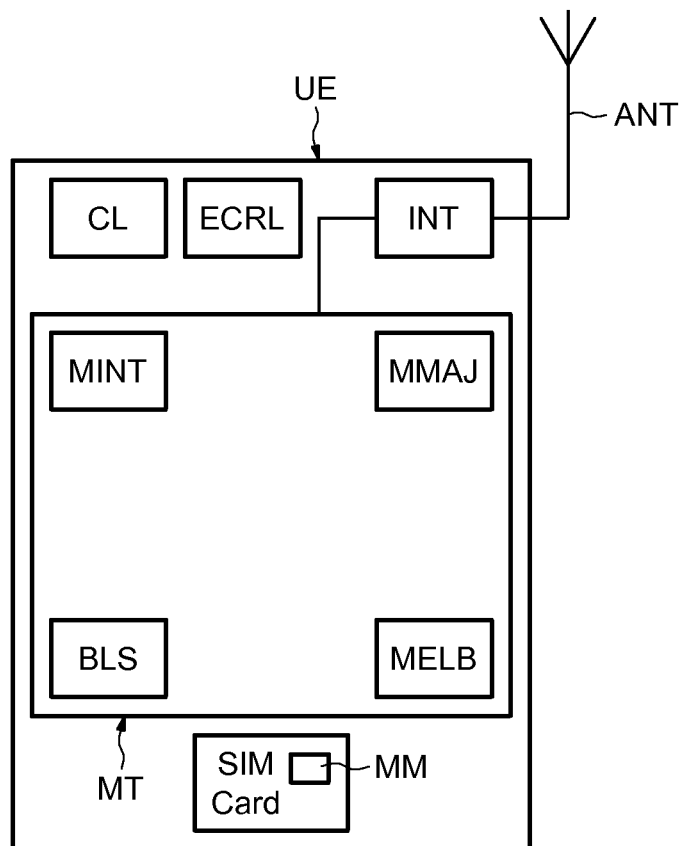 UE
ANT
CL
ECRL
INT
MINT
MMAJ
BLS
MELB
MT
SIM
Card
MM